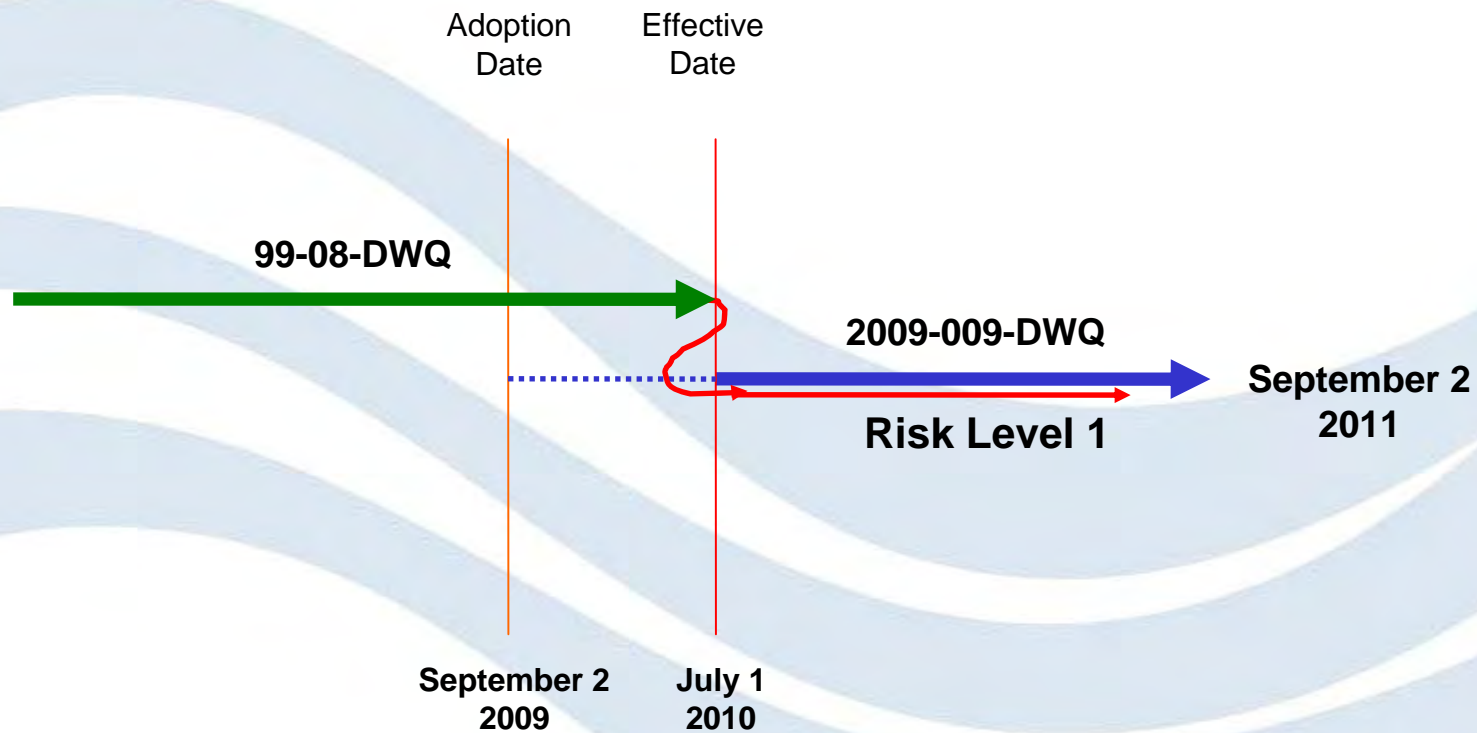 Adoption
Date
Effective
Date
99-08-DWQ
2009-009-DWQ
September 2
2011
Risk Level 1
September 2
2009
July 1
2010